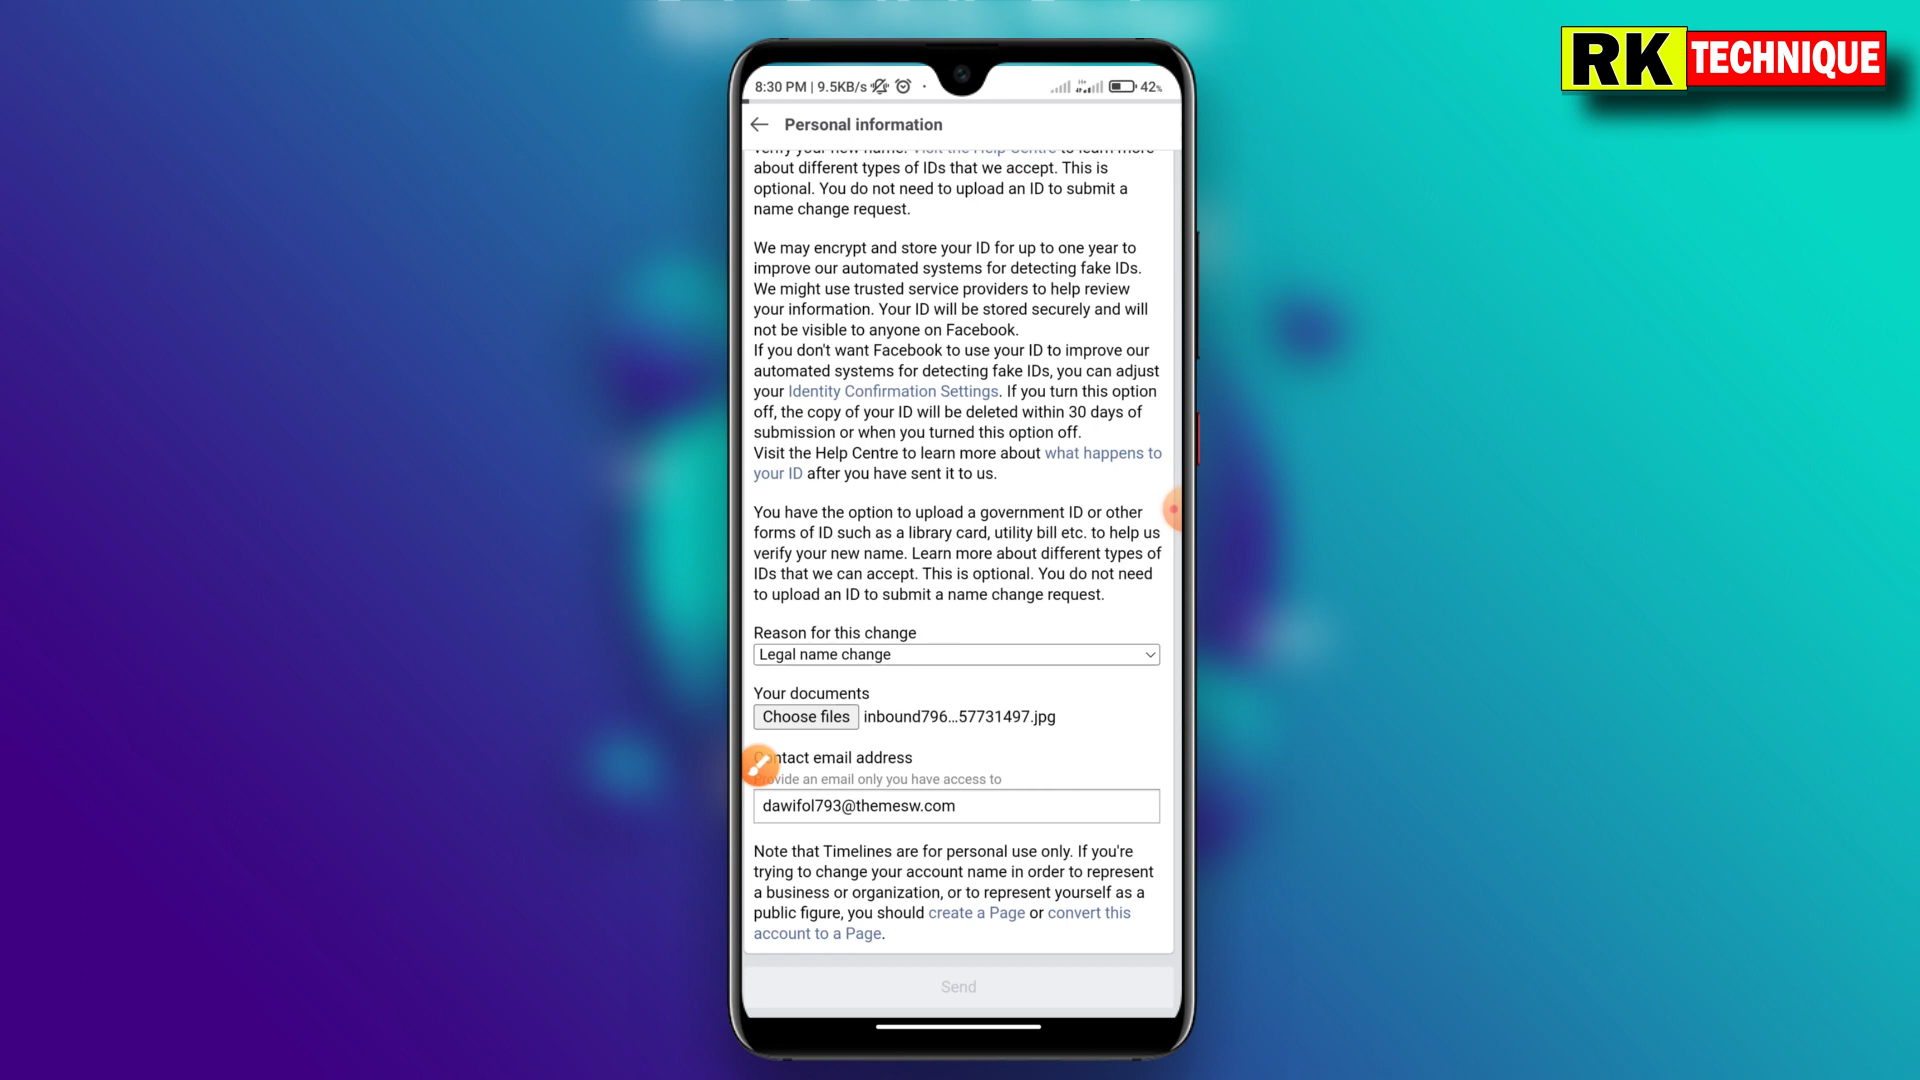 RK TECHNIQUE
8:30 PM | 9.5KB/s
42%
Personal information
verify your new name. Visit the Help Centre to learn more
about different types of IDs that we accept. This is
optional. You do not need to upload an ID to submit a
name change request.
We may encrypt and store your ID for up to one year to
improve our automated systems for detecting fake IDs.
We might use trusted service providers to help review
your information. Your ID will be stored securely and will
not be visible to anyone on Facebook.
If you don't want Facebook to use your ID to improve our
automated systems for detecting fake IDs, you can adjust
your Identity Confirmation Settings. If you turn this option
off, the copy of your ID will be deleted within 30 days of
submission or when you turned this option off.
Visit the Help Centre to learn more about what happens to
your ID after you have sent it to us.
You have the option to upload a government ID or other
forms of ID such as a library card, utility bill etc. to help us
verify your new name. Learn more about different types of
IDs that we can accept. This is optional. You do not need
to upload an ID to submit a name change request.
Reason for this change
Legal name change
Your documents
Choose files inbound796...57731497.jpg
Contact email address
Provide an email only you have access to
dawifol793@themesw.com
Note that Timelines are for personal use only. If you're
trying to change your account name in order to represent
a business or organization, or to represent yourself as a
public figure, you should create a Page or convert this
account to a Page.
Send